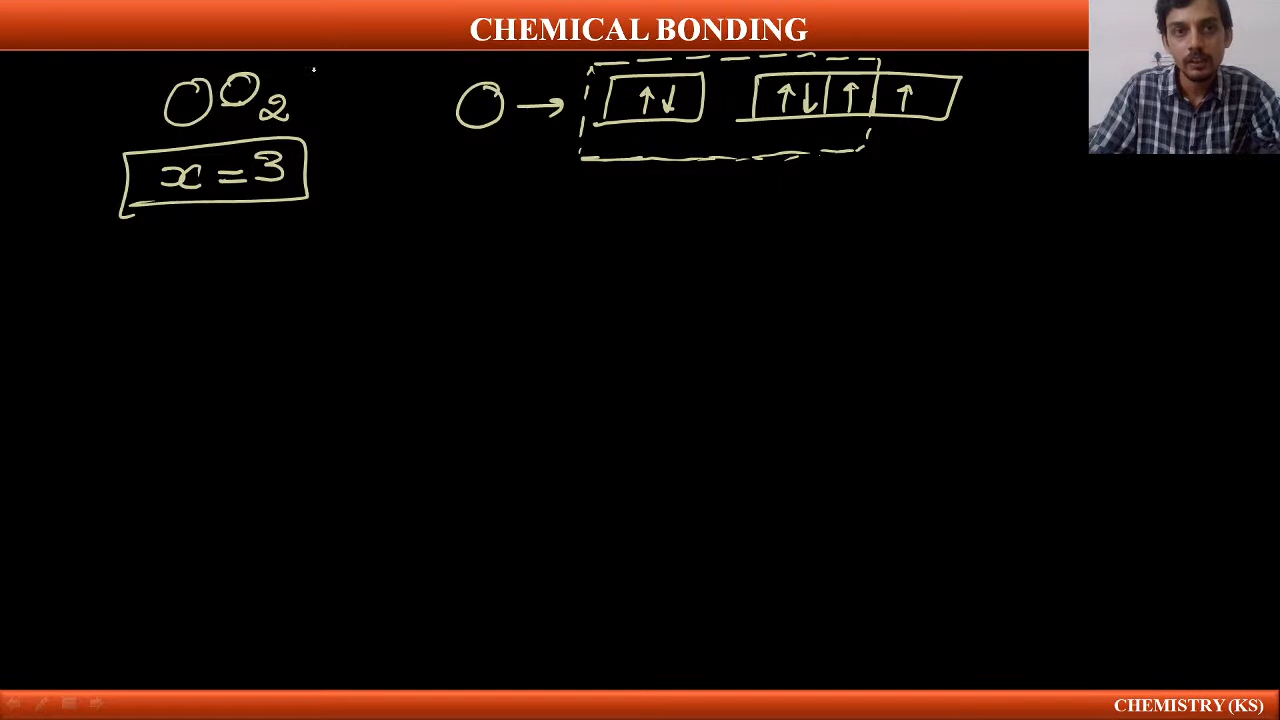 CHEMICAL BONDING
OO₂ O → ↑↓ ↑↓ ↑ ↑
x = 3
CHEMISTRY (KS)